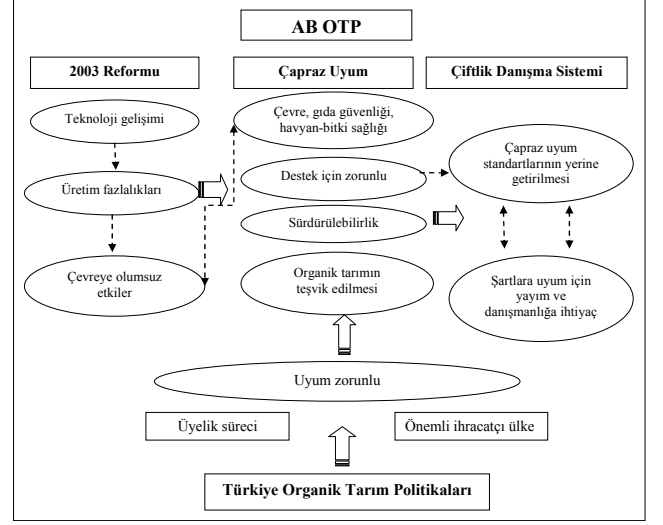 AB OTP
2003 Reformu
Çapraz Uyum
Çiftlik Danışma Sistemi
Teknoloji gelişimi
Üretim fazlalıkları
Çevreye olumsuz
etkiler
Çevre, gıda güvenliği,
havyan-bitki sağlığı
Destek için zorunlu
Sürdürülebilirlik
Organik tarımın
teşvik edilmesi
Çapraz uyum
standartlarının yerine
getirilmesi
Şartlara uyum için
yayım ve
danışmanlığa ihtiyaç
Uyum zorunlu
Üyelik süreci
Önemli ihracatçı ülke
Türkiye Organik Tarım Politikaları